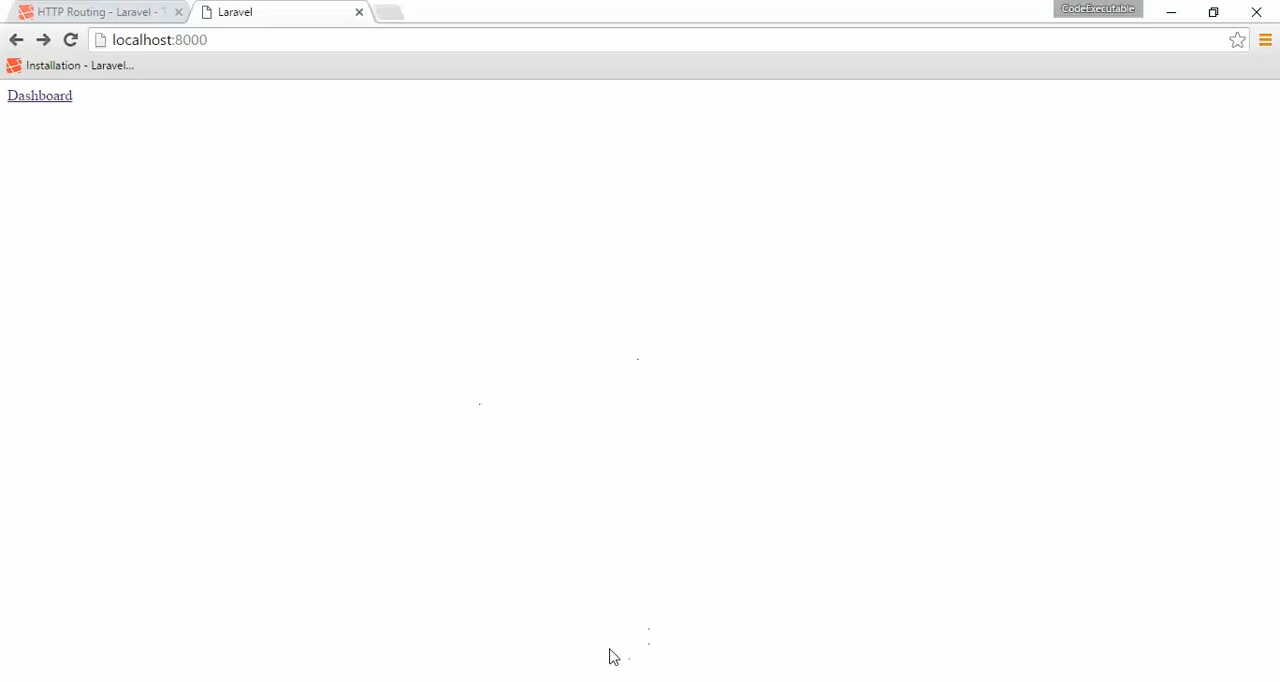 HTTP Routing - Laravel - T
Laravel
CodeExecutable
localhost:8000
Installation - Laravel...
Dashboard